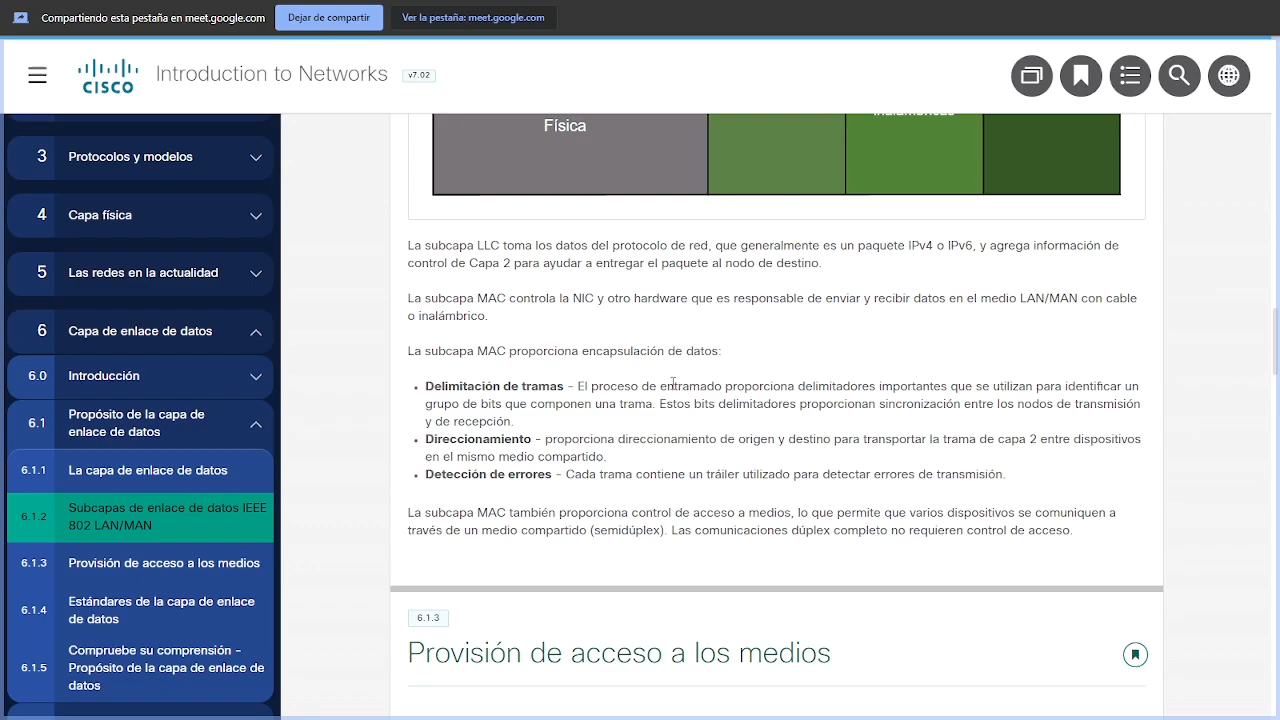 Compartiendo esta pestaña en meet.google.com
Dejar de compartir
Ver la pestaña: meet.google.com
CISCO
Introduction to Networks
v7.02
3 Protocolos y modelos
4 Capa física
5 Las redes en la actualidad
6 Capa de enlace de datos
6.0 Introducción
6.1 Propósito de la capa de
enlace de datos
6.1.1 La capa de enlace de datos
6.1.2 Subcapas de enlace de datos IEEE
802 LAN/MAN
6.1.3 Provisión de acceso a los medios
6.1.4 Estándares de la capa de enlace
de datos
6.1.5 Compruebe su comprensión -
Propósito de la capa de enlace de
datos
Física
La subcapa LLC toma los datos del protocolo de red, que generalmente es un paquete IPv4 o IPv6, y agrega información de
control de Capa 2 para ayudar a entregar el paquete al nodo de destino.
La subcapa MAC controla la NIC y otro hardware que es responsable de enviar y recibir datos en el medio LAN/MAN con cable
o inalámbrico.
La subcapa MAC proporciona encapsulación de datos:
• Delimitación de tramas - El proceso de entramado proporciona delimitadores importantes que se utilizan para identificar un
grupo de bits que componen una trama. Estos bits delimitadores proporcionan sincronización entre los nodos de transmisión
y de recepción.
• Direccionamiento - proporciona direccionamiento de origen y destino para transportar la trama de capa 2 entre dispositivos
en el mismo medio compartido.
• Detección de errores - Cada trama contiene un tráiler utilizado para detectar errores de transmisión.
La subcapa MAC también proporciona control de acceso a medios, lo que permite que varios dispositivos se comuniquen a
través de un medio compartido (semidúplex). Las comunicaciones dúplex completo no requieren control de acceso.
6.1.3
Provisión de acceso a los medios